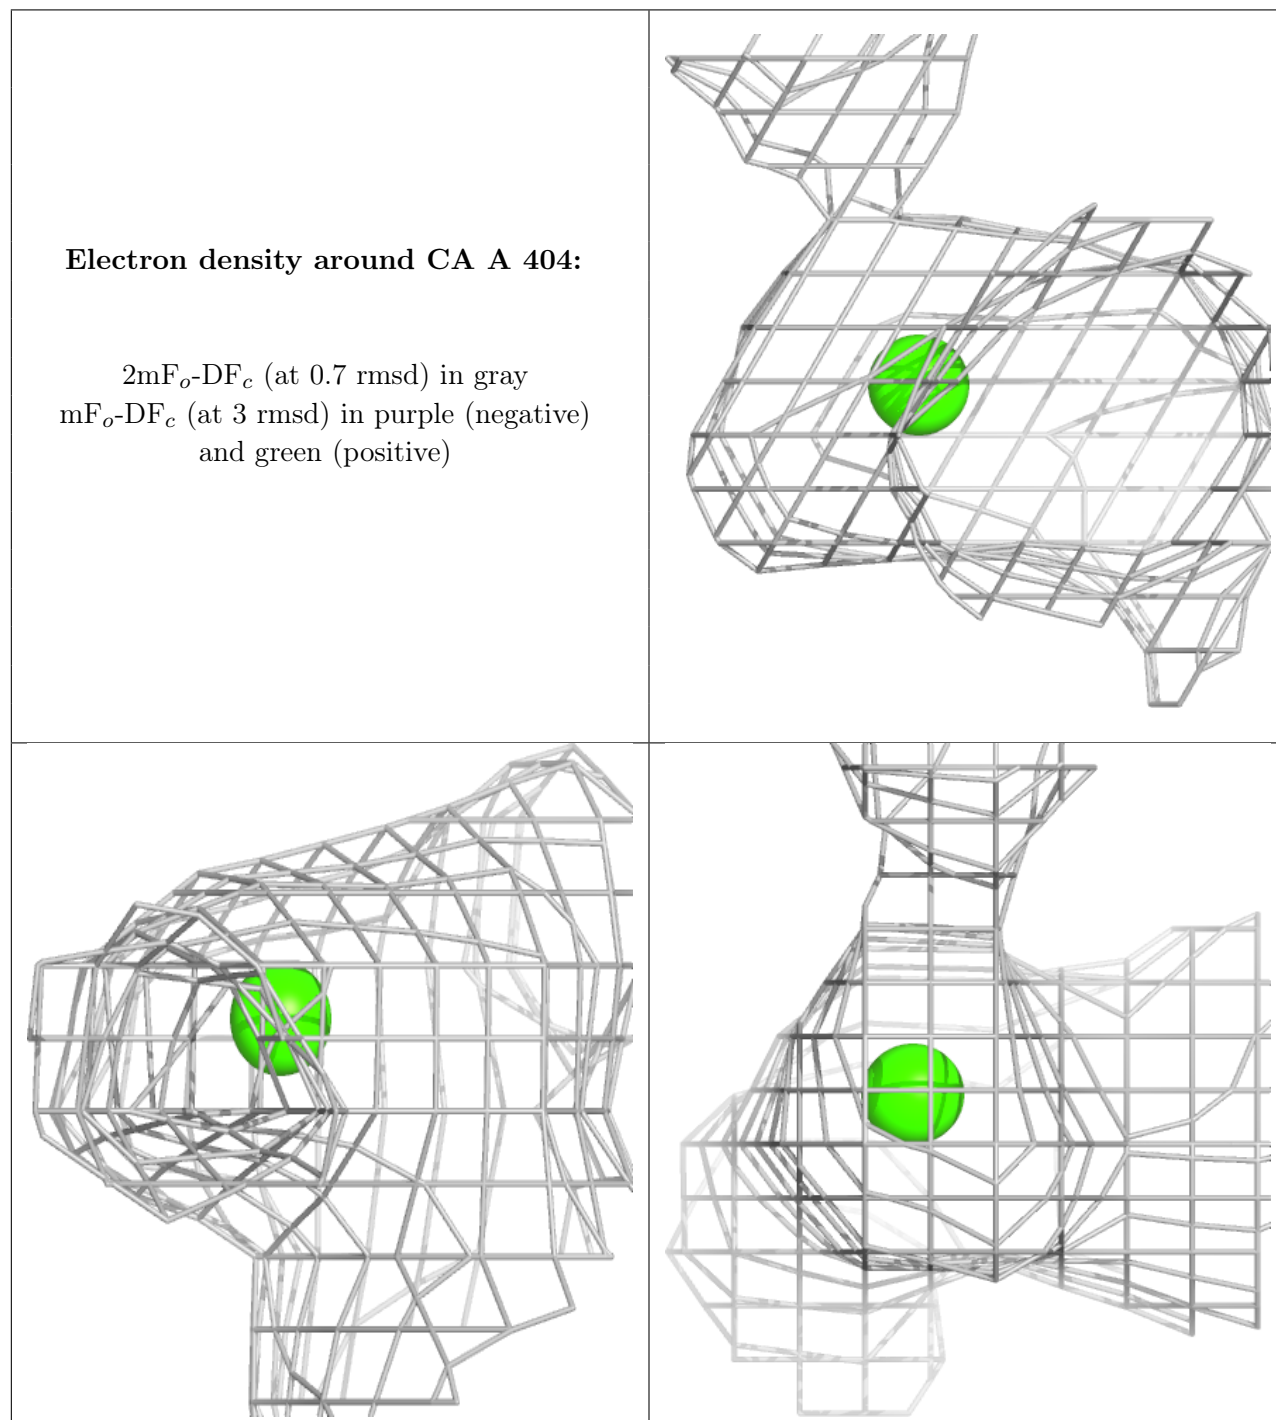 Electron density around CA A 404:
2mFo-DFc (at 0.7 rmsd) in gray
mFo-DFc (at 3 rmsd) in purple (negative)
and green (positive)